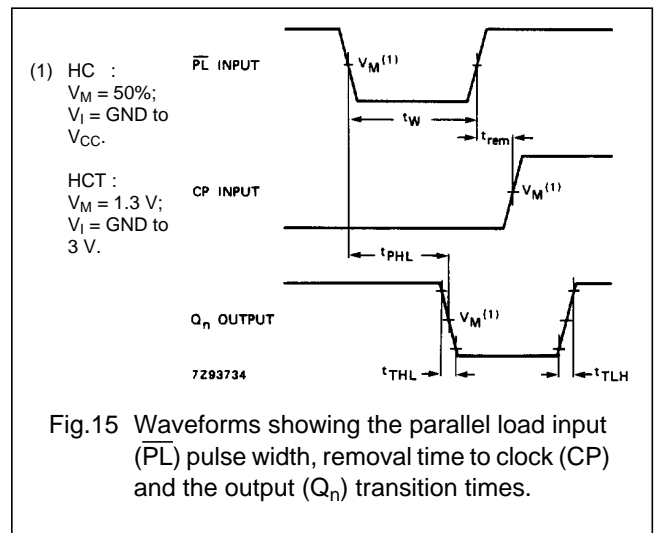 (1) HC :
V_M = 50%;
V_I = GND to
V_CC.
HCT :
V_M = 1.3 V;
V_I = GND to
3 V.
P̅L̅ INPUT
V_M(1)
t_W
t_rem
CP INPUT
V_M(1)
t_PHL
Q_n OUTPUT
V_M(1)
7Z93734
t_THL
t_TLH
Fig.15 Waveforms showing the parallel load input
(P̅L̅) pulse width, removal time to clock (CP)
and the output (Q_n) transition times.